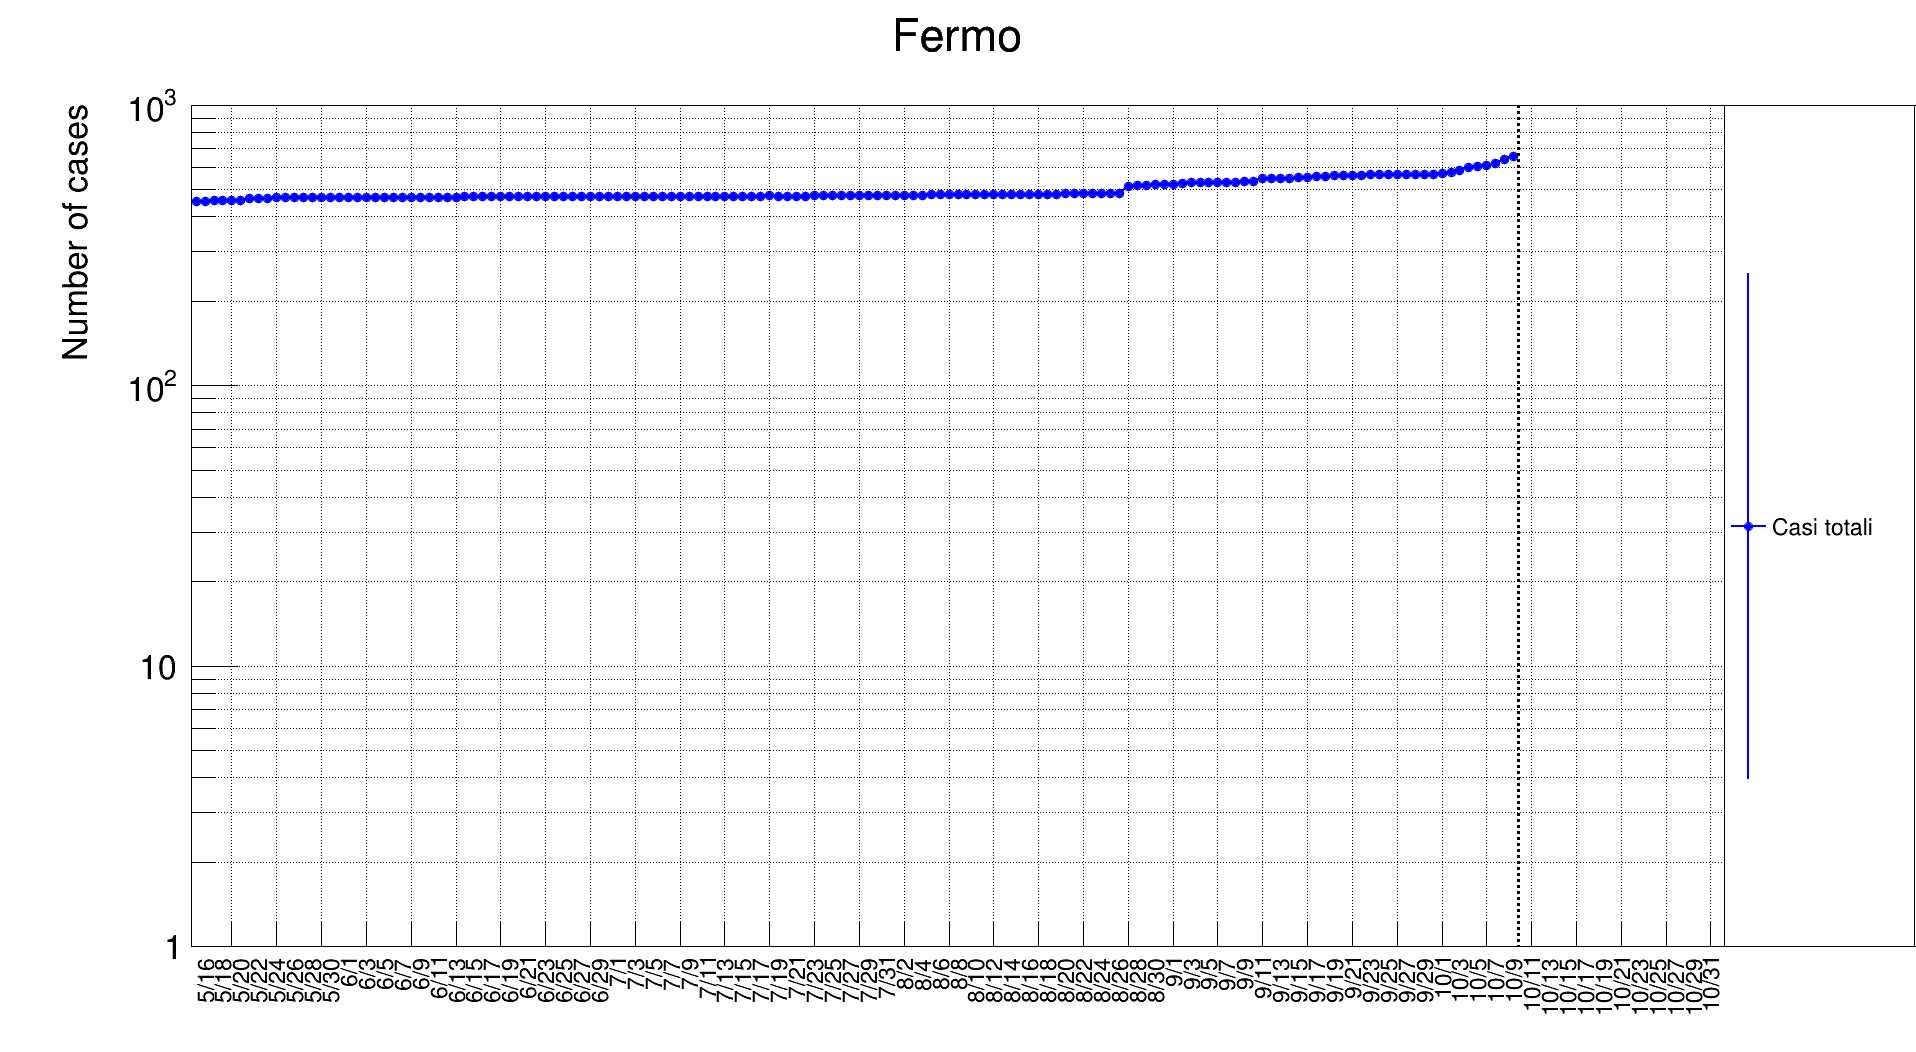 Fermo
Number of cases
10³
10²
10
1
5/16 5/18 5/20 5/22 5/24 5/26 5/28 5/30 6/1 6/3 6/5 6/7 6/9 6/11 6/13 6/15 6/17 6/19 6/21 6/23 6/25 6/27 6/29 7/1 7/3 7/5 7/7 7/9 7/11 7/13 7/15 7/17 7/19 7/21 7/23 7/25 7/27 7/29 7/31 8/2 8/4 8/6 8/8 8/10 8/12 8/14 8/16 8/18 8/20 8/22 8/24 8/26 8/28 8/30 9/1 9/3 9/5 9/7 9/9 9/11 9/13 9/15 9/17 9/19 9/21 9/23 9/25 9/27 9/29 10/1 10/3 10/5 10/7 10/9 10/11 10/13 10/15 10/17 10/19 10/21 10/23 10/25 10/27 10/29 10/31
Casi totali